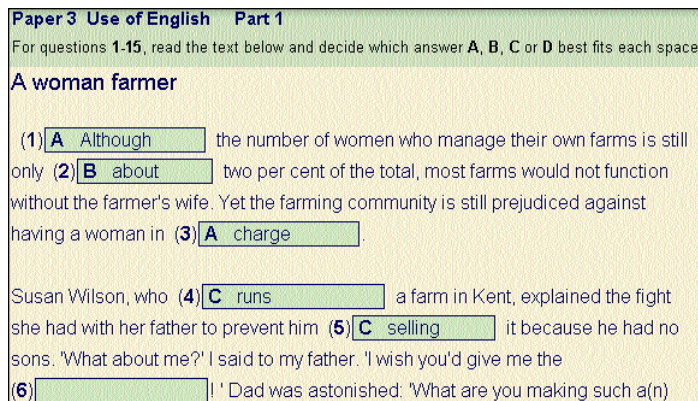 Paper 3 Use of English Part 1
For questions 1-15, read the text below and decide which answer A, B, C or D best fits each space
A woman farmer
(1) A Although the number of women who manage their own farms is still
only (2) B about two per cent of the total, most farms would not function
without the farmer's wife. Yet the farming community is still prejudiced against
having a woman in (3) A charge .
Susan Wilson, who (4) C runs a farm in Kent, explained the fight
she had with her father to prevent him (5) C selling it because he had no
sons. 'What about me?' I said to my father. 'I wish you'd give me the
(6) ! ' Dad was astonished: 'What are you making such a(n)